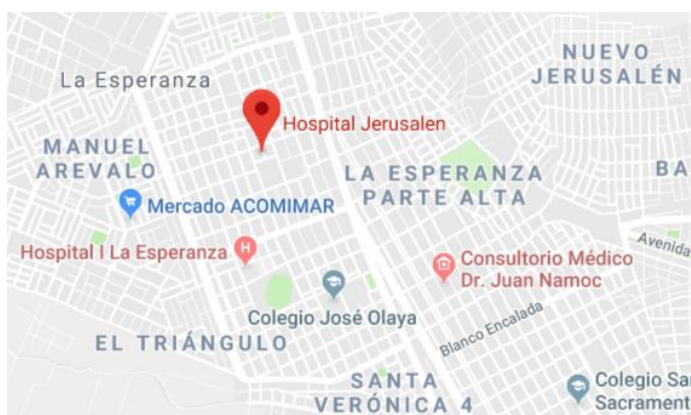 NUEVO
JERUSALÉN
La Esperanza
Hospital Jerusalen
MANUEL
AREVALO
LA ESPERANZA
PARTE ALTA
BA
Mercado ACOMIMAR
Hospital I La Esperanza
H
Avenida
Consultorio Médico
Dr. Juan Namoc
Colegio José Olaya
Blanco Encalada
EL TRIÁNGULO
SANTA
VERÓNICA 4
Colegio Sa
Sacrament